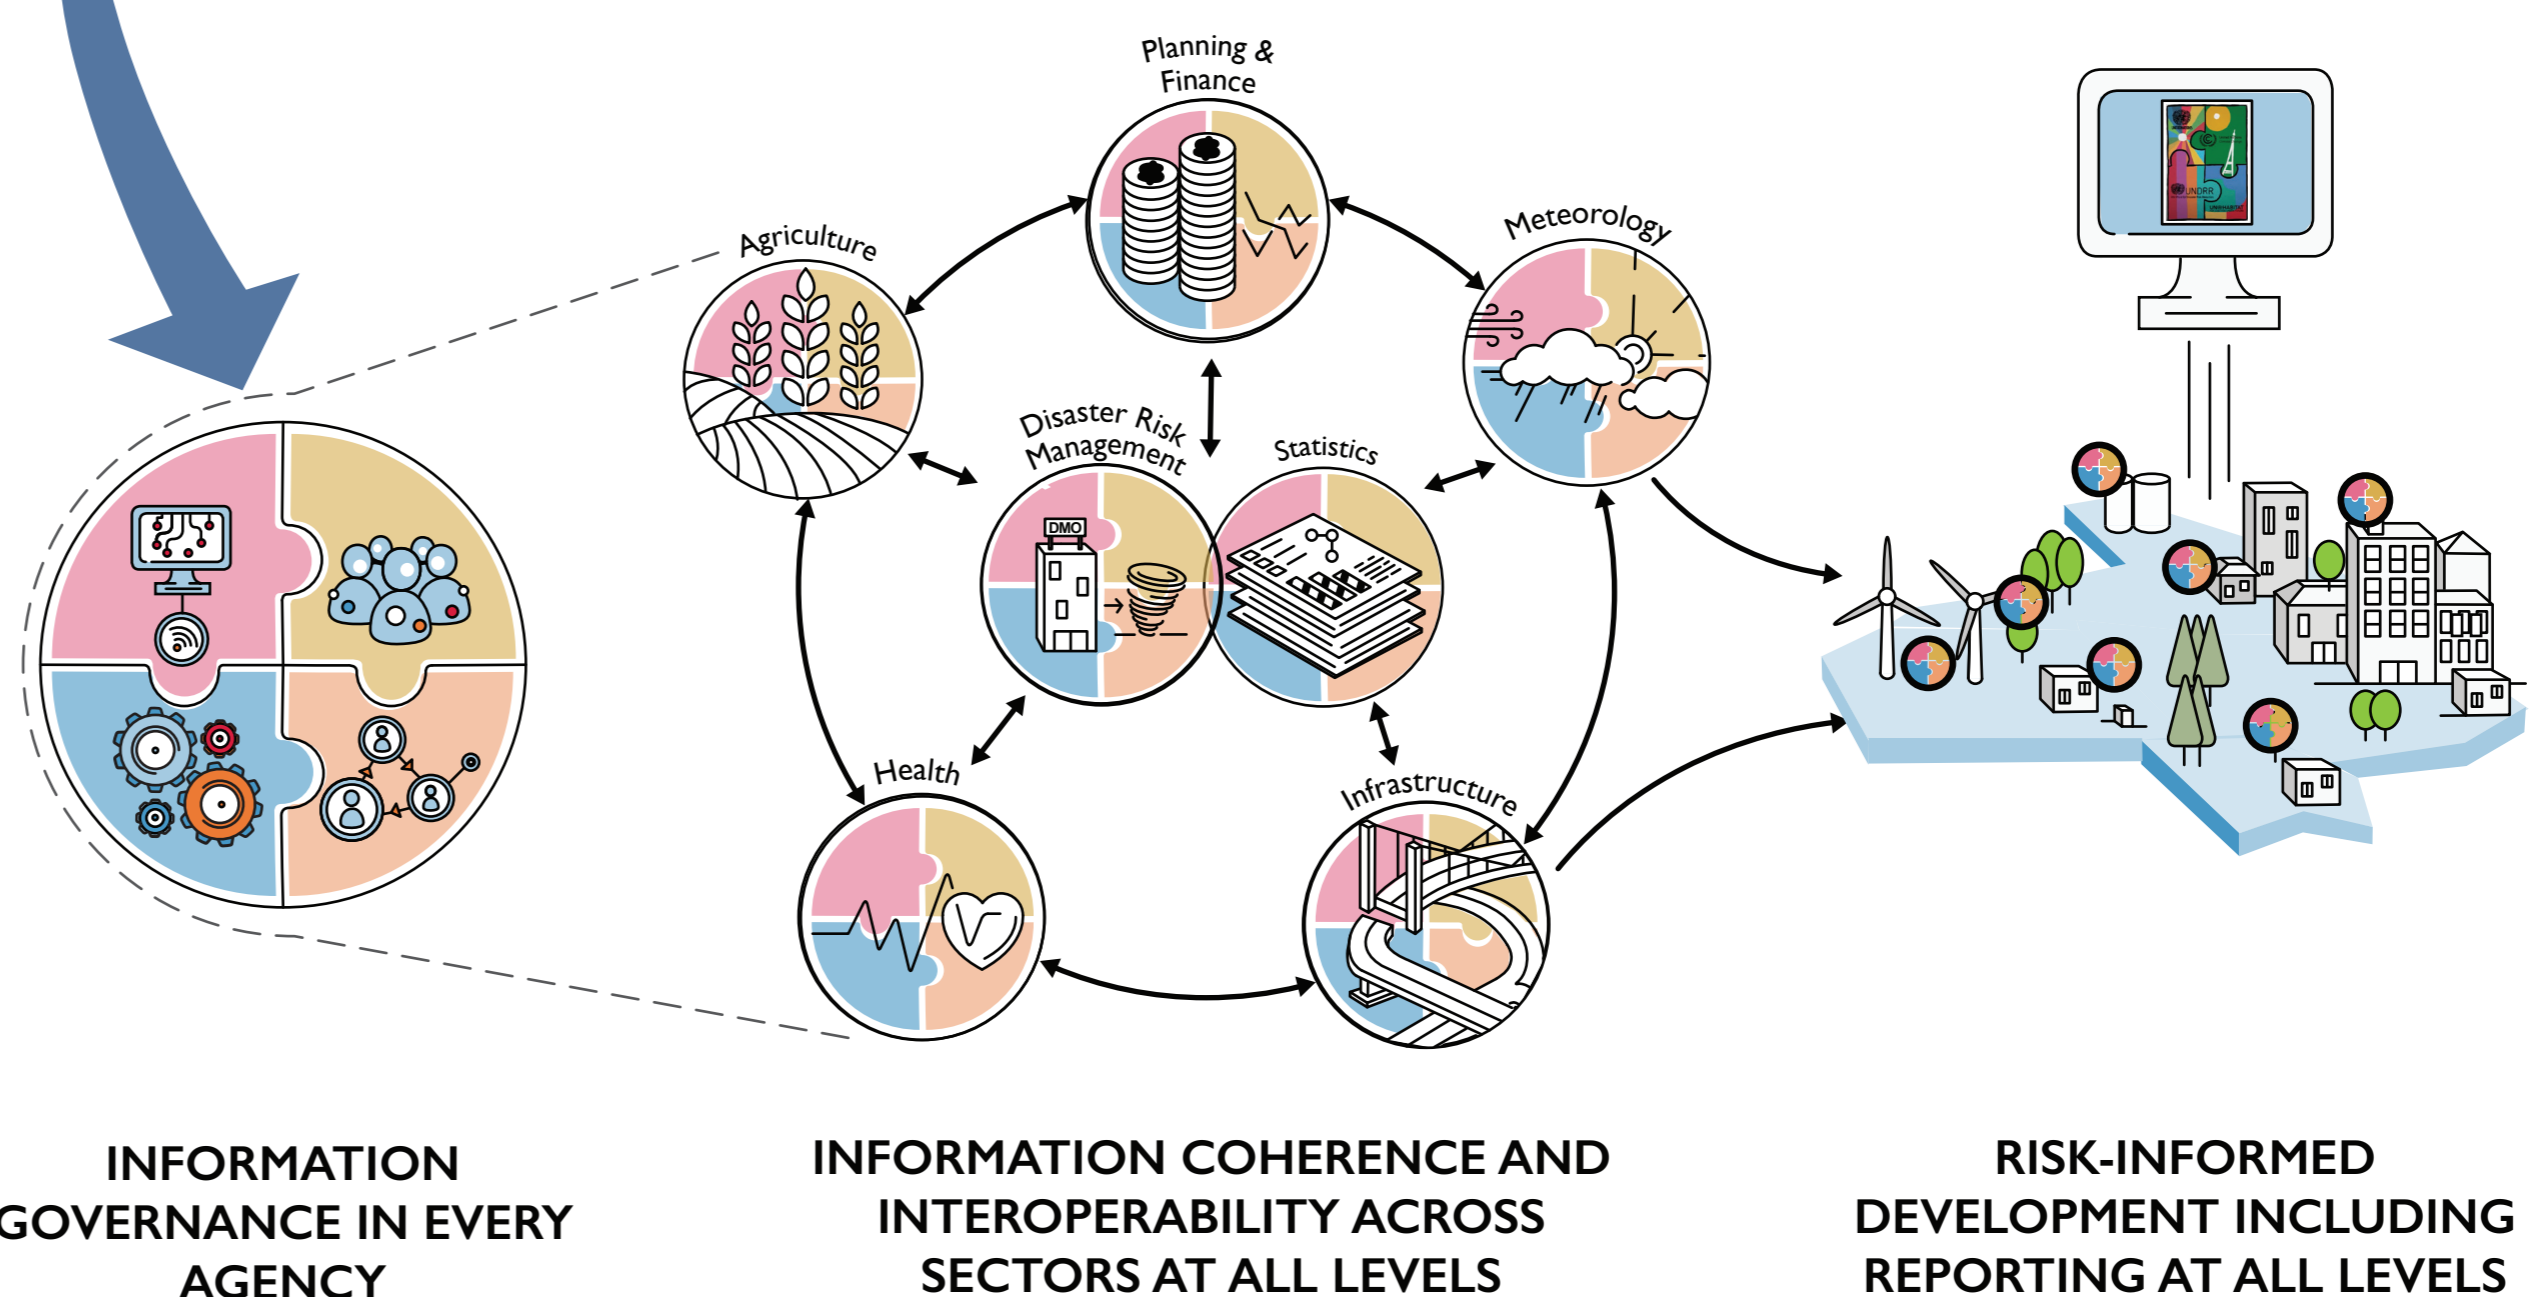 Planning &
Finance
Agriculture
Meteorology
Disaster Risk
Management
Statistics
DMO
Health
Infrastructure
UNDRR
INFORMATION
GOVERNANCE IN EVERY
AGENCY
INFORMATION COHERENCE AND
INTEROPERABILITY ACROSS
SECTORS AT ALL LEVELS
RISK-INFORMED
DEVELOPMENT INCLUDING
REPORTING AT ALL LEVELS